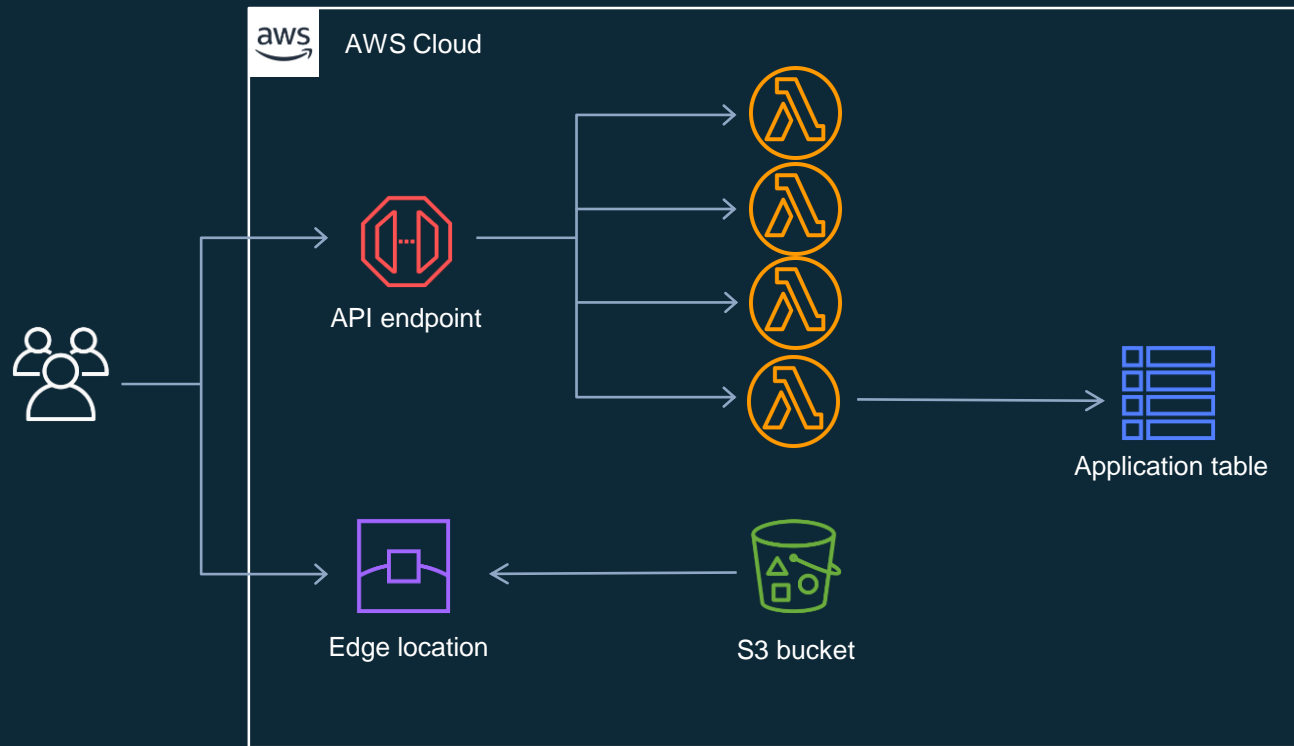 aws
AWS Cloud
API endpoint
Application table
Edge location
S3 bucket